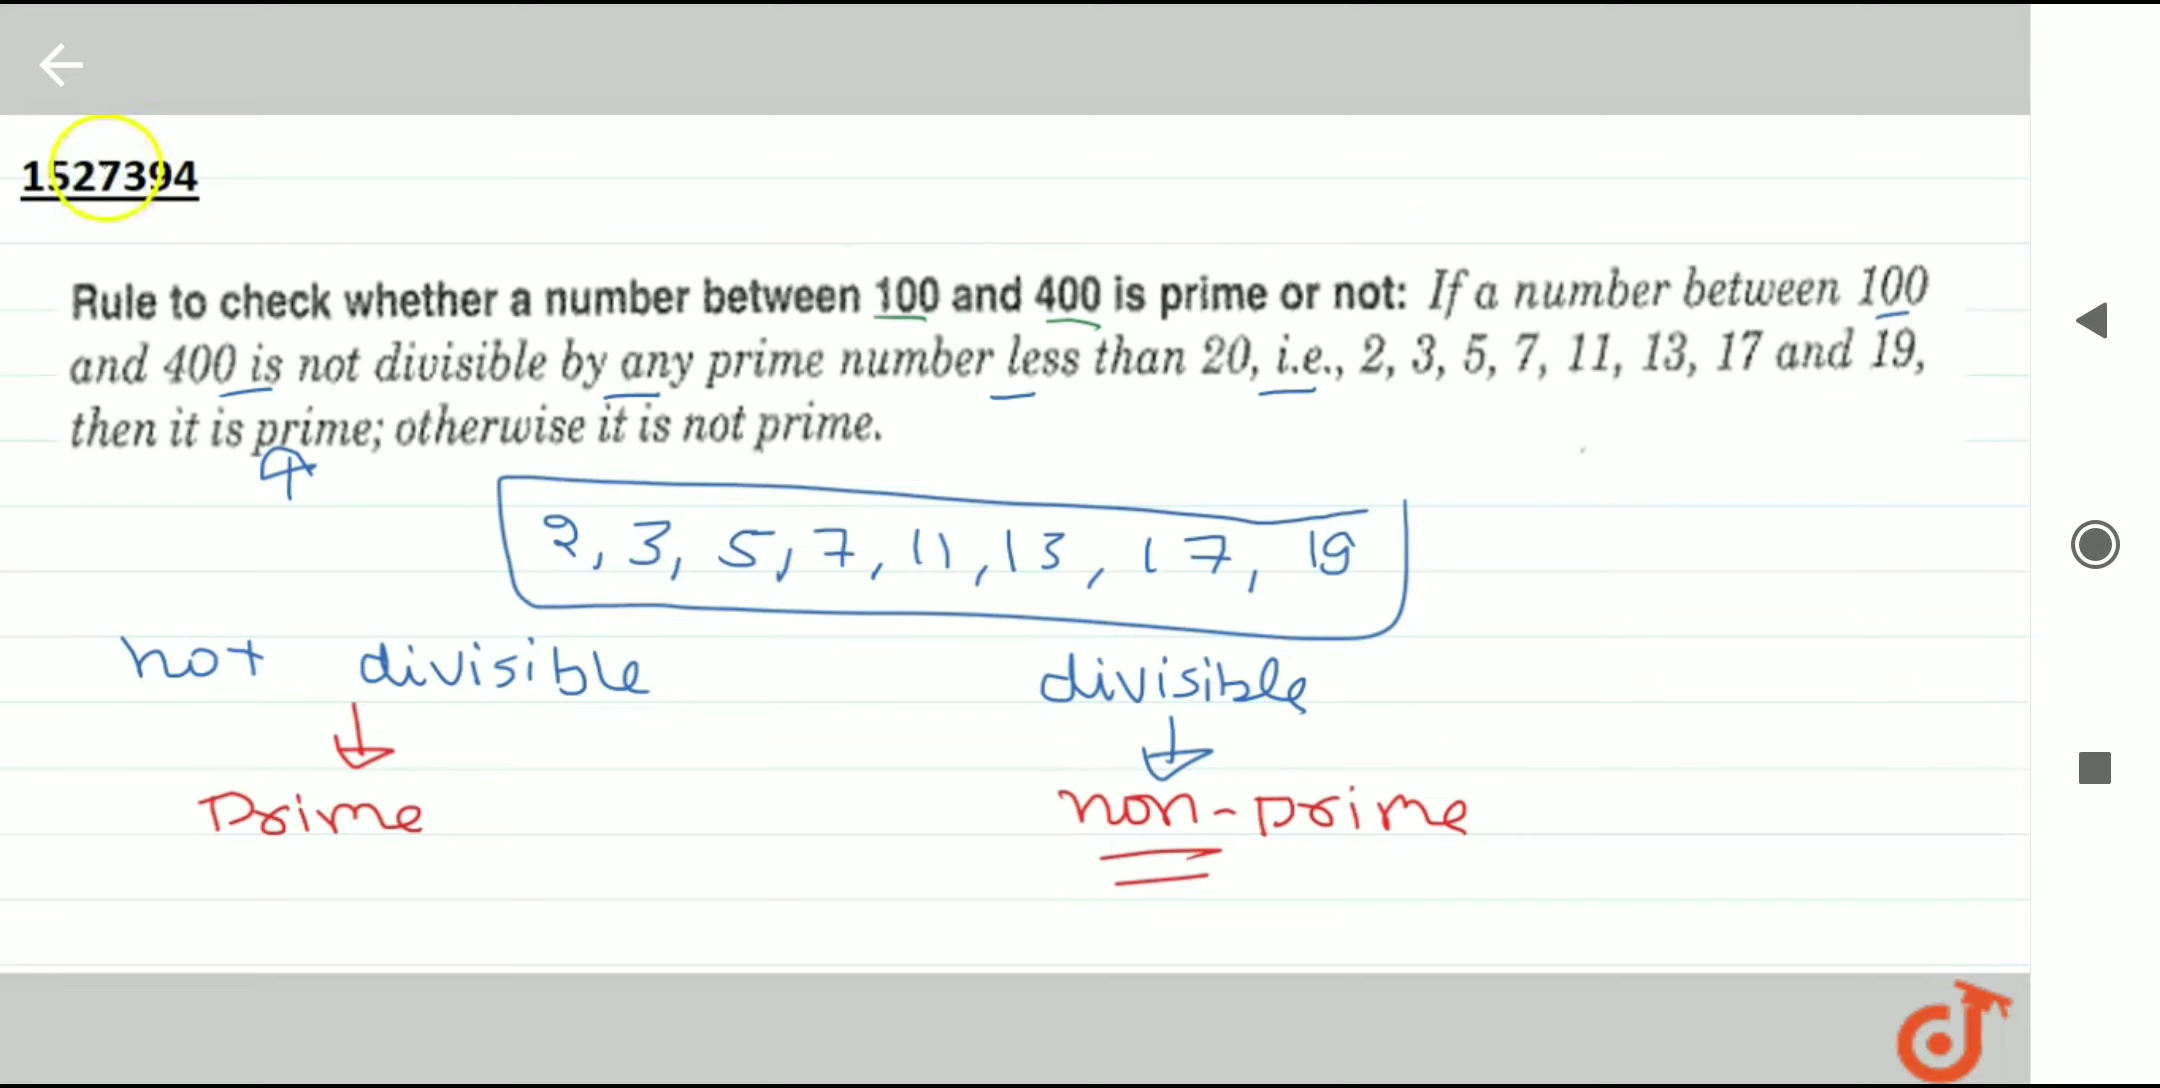 1527394
Rule to check whether a number between 100 and 400 is prime or not: If a number between 100
and 400 is not divisible by any prime number less than 20, i.e., 2, 3, 5, 7, 11, 13, 17 and 19,
then it is prime; otherwise it is not prime.
2, 3, 5, 7, 11, 13, 17, 19
not divisible divisible
Prime non-prime